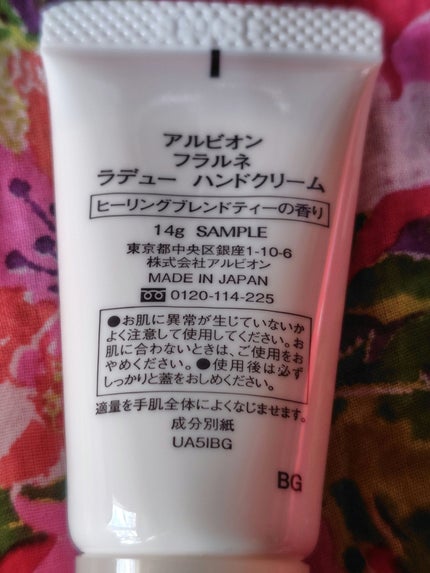 アルビオン
フラルネ
ラデュー ハンドクリーム
ヒーリングブレンドティーの香り
14g SAMPLE
東京都中央区銀座1-10-6
株式会社アルビオン
MADE IN JAPAN
0120-114-225
●お肌に異常が生じていないか
よく注意して使用してください。お
肌に合わないときは、ご使用をお
やめください。●使用後は必ず
しっかりと蓋をおしめください。
適量を手肌全体によくなじませます。
成分別紙
UA5IBG
BG